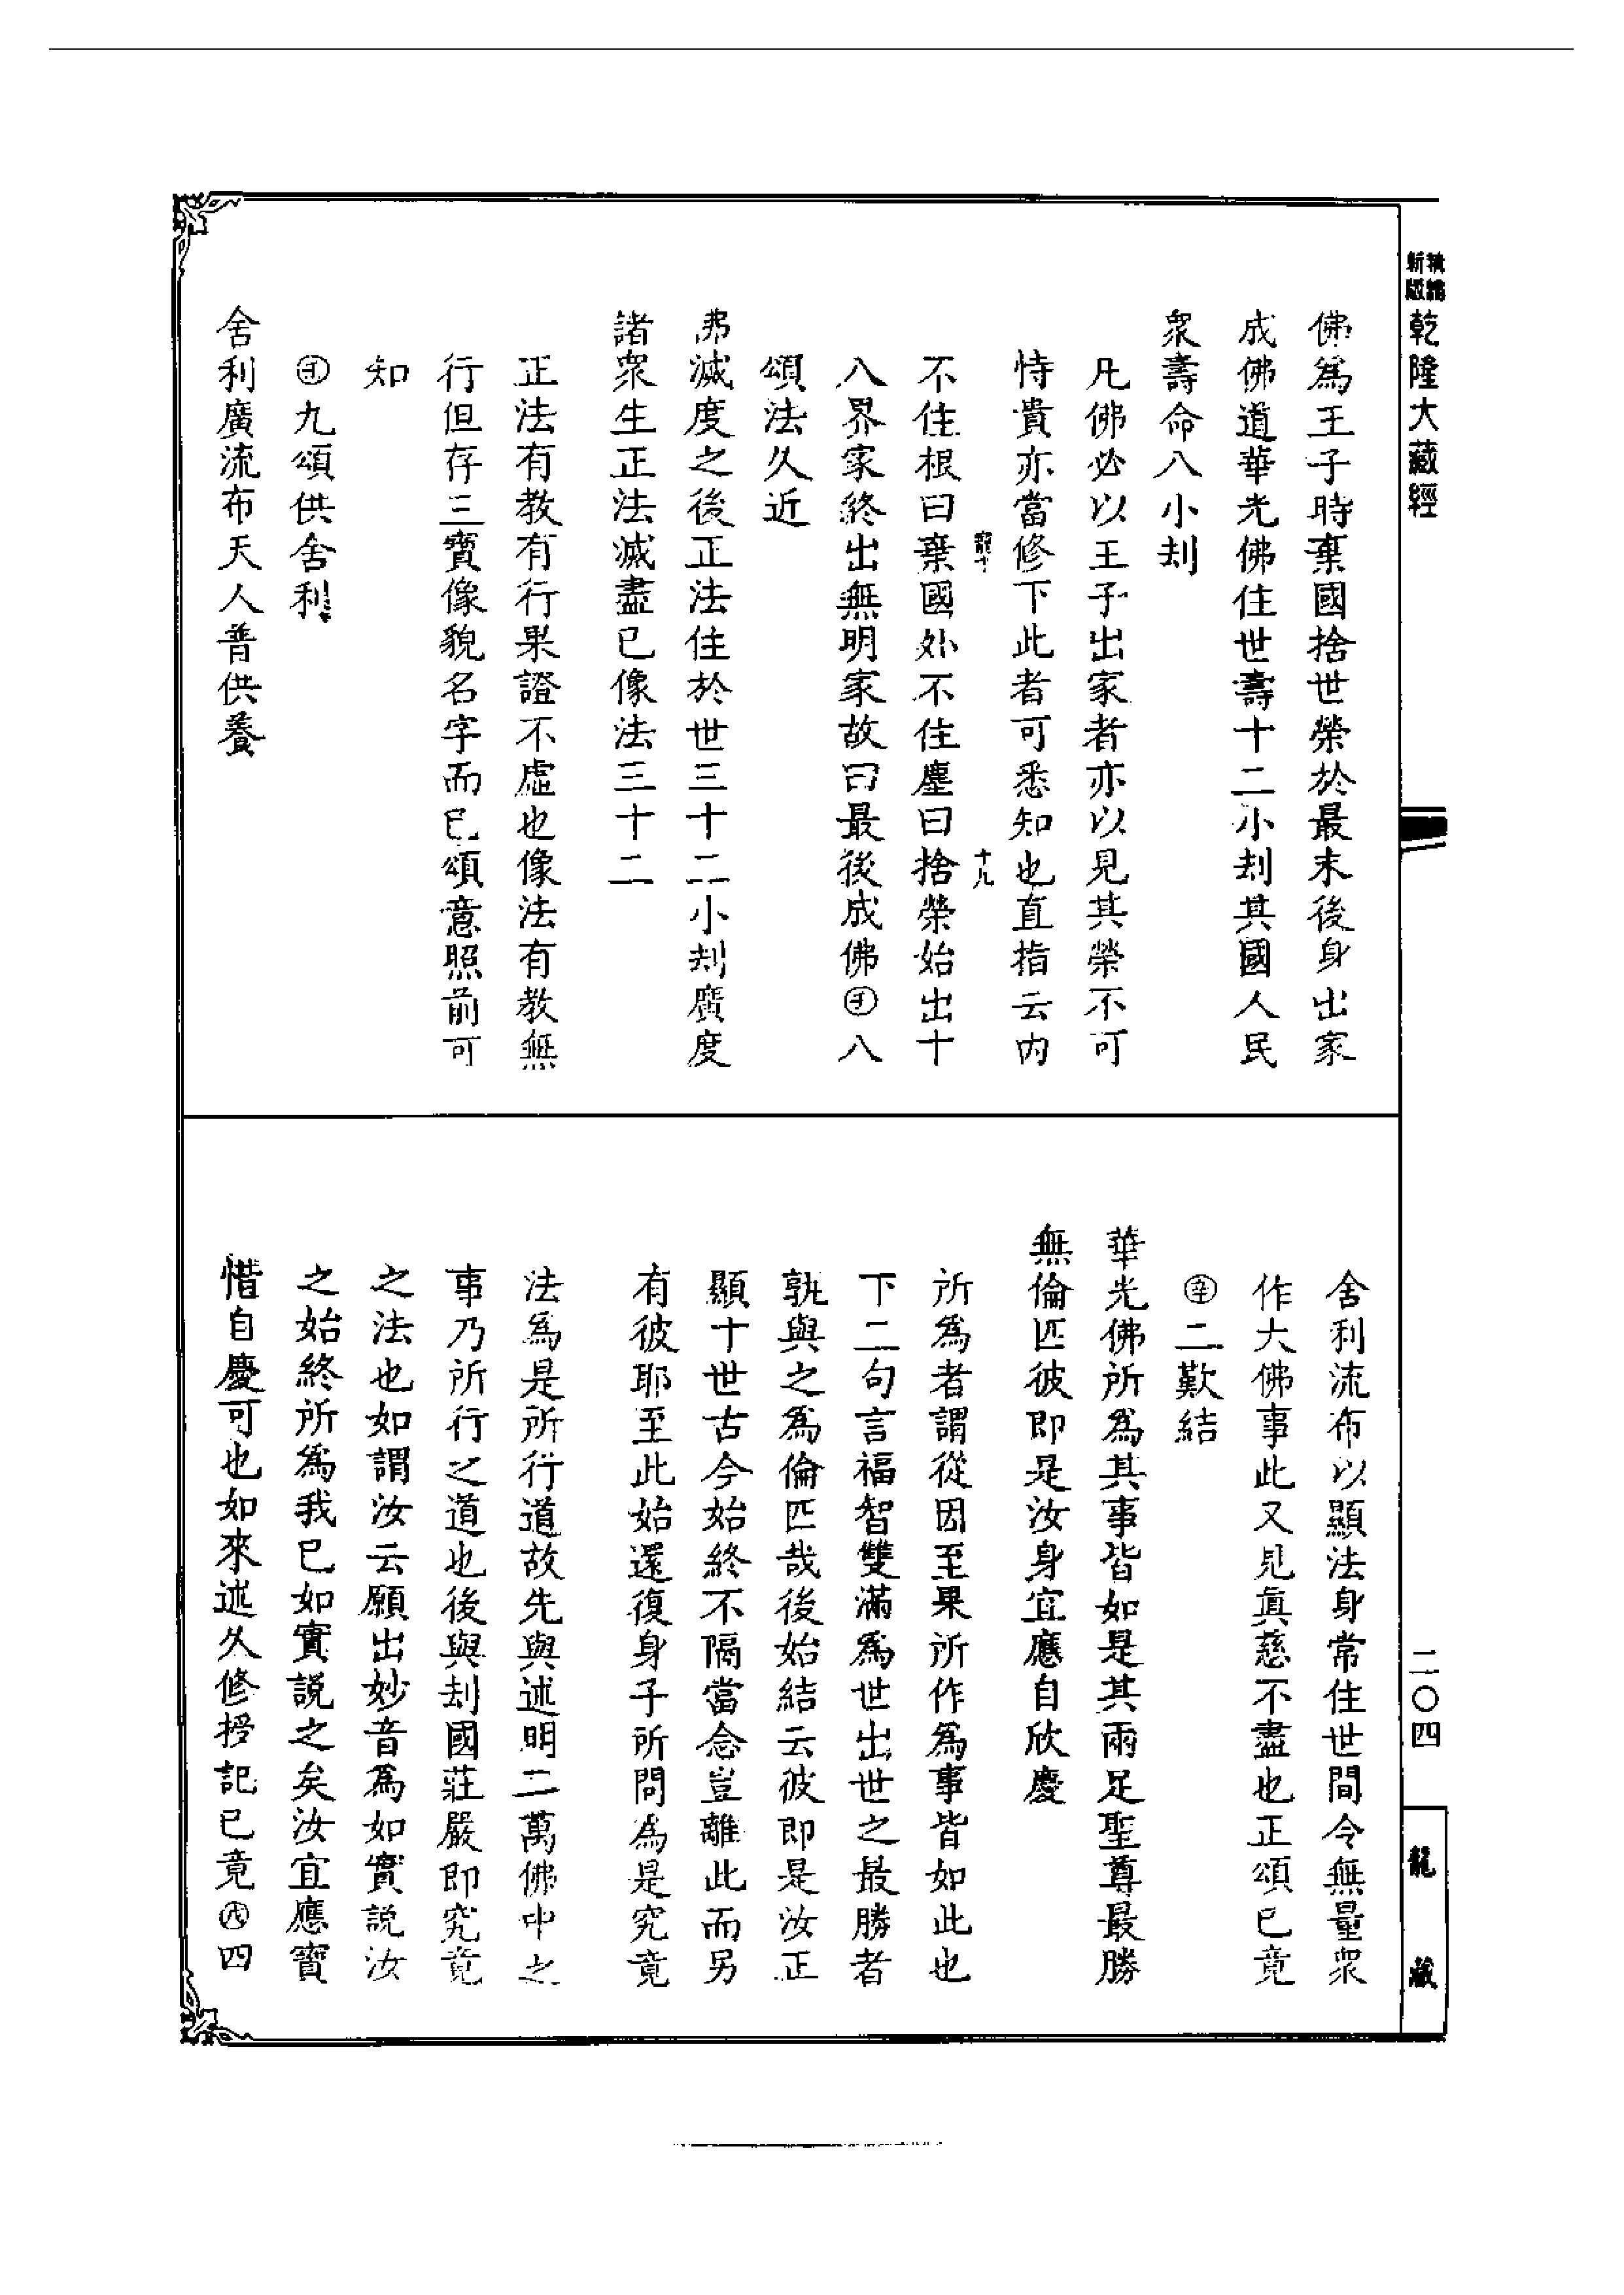 乾隆大藏經
佛為王子時棄國捨世榮於最末後身出家
成佛道華光佛住世壽十二小刦其國人民
衆壽命八小刦
凡佛必以王子出家者亦以見其榮不可
恃貴亦當修下此者可悉知也直指云內
十九
不住根曰棄國外不住塵曰捨榮始出十
八界家終出無明家故曰最後成佛㊖八
頌法久近
弗滅度之後正法住於世三十二小刦廣度
諸衆生正法滅盡已像法三十二
正法有教有行果證不虛也像法有教無
行但存三寶像貌名字而已頌意照前可
知
九頌供舍利
舍利廣流布天人普供養
二〇四
龍藏
舍利流布以顯法身常住世間令無量衆
作大佛事此又見真慈不盡也正頌已竟
㊛二歎結
華光佛所為其事皆如是其兩足聖尊最勝
無倫匹彼即是汝身宜應自欣慶
所為者謂從因至果所作為事皆如此也
下二句言福智雙滿為世出世之最勝者
孰與之為倫匹哉後始結云彼即是汝正
顯十世古今始終不隔當念豈離此而另
有彼耶至此始還復身子所問為是究竟
法為是所行道故先與述明二萬佛中之
事乃所行之道也後與刦國莊嚴即究竟
之法也如謂汝云願出妙音為如實說汝
之始終所為我已如實說之矣汝宜應寶
惜自慶可也如來述久修授記已竟四